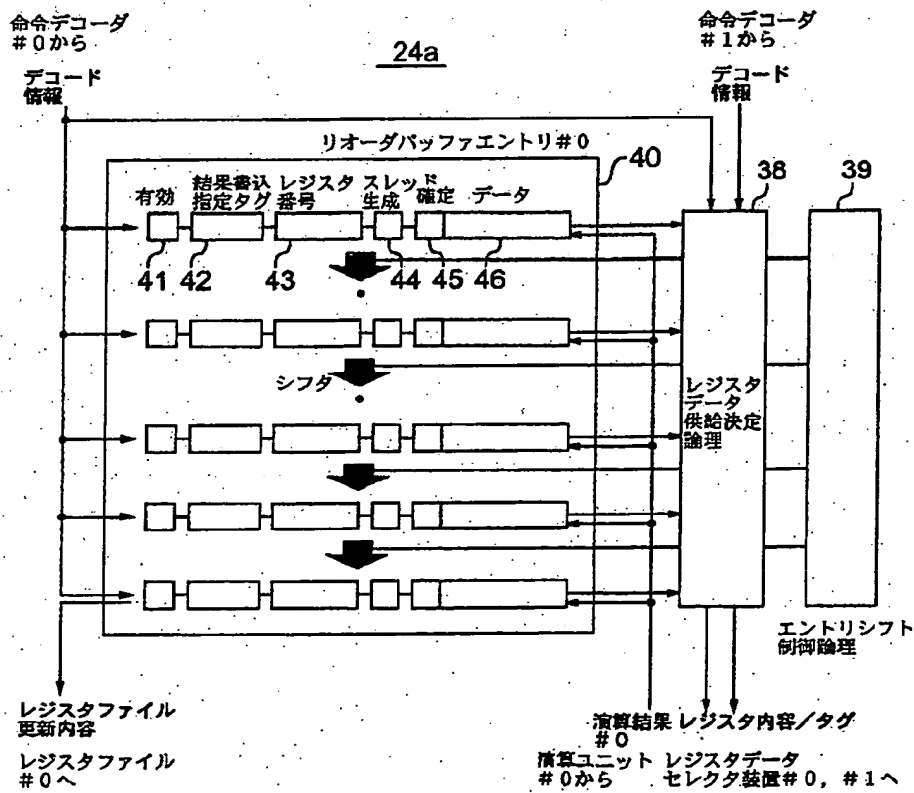 命令デコーダ
#0から
デコード
情報
24a
命令デコーダ
#1から
デコード
情報
リオーダバッファエントリ#0
40
38
39
有効
結果書込
指定タグ
レジスタ
番号
スレッド
生成
確定
データ
41
42
43
44
45
46
シフタ
レジスタ
データ
供給決定
論理
エントリシフト
制御論理
レジスタファイル
更新内容
レジスタファイル
#0へ
演算結果
#0
演算ユニット
#0から
レジスタ内容/タグ
レジスタデータ
セレクタ装置#0,#1へ